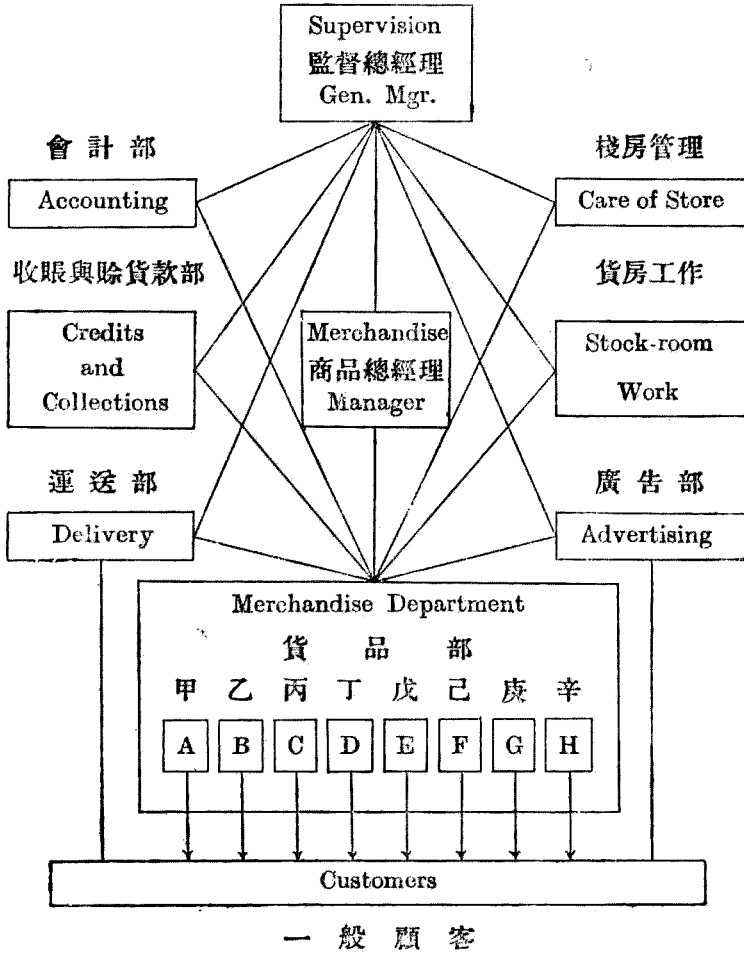 Supervision
監督總經理
Gen. Mgr.
會計部
Accounting
棧房管理
Care of Store
收賬與賒貨款部
Credits
and
Collections
Merchandise
商品總經理
Manager
貨房工作
Stock-room
Work
運送部
Delivery
廣告部
Advertising
Merchandise Department
貨品部
甲 乙 丙 丁 戊 己 庚 辛
A B C D E F G H
Customers
一般顧客